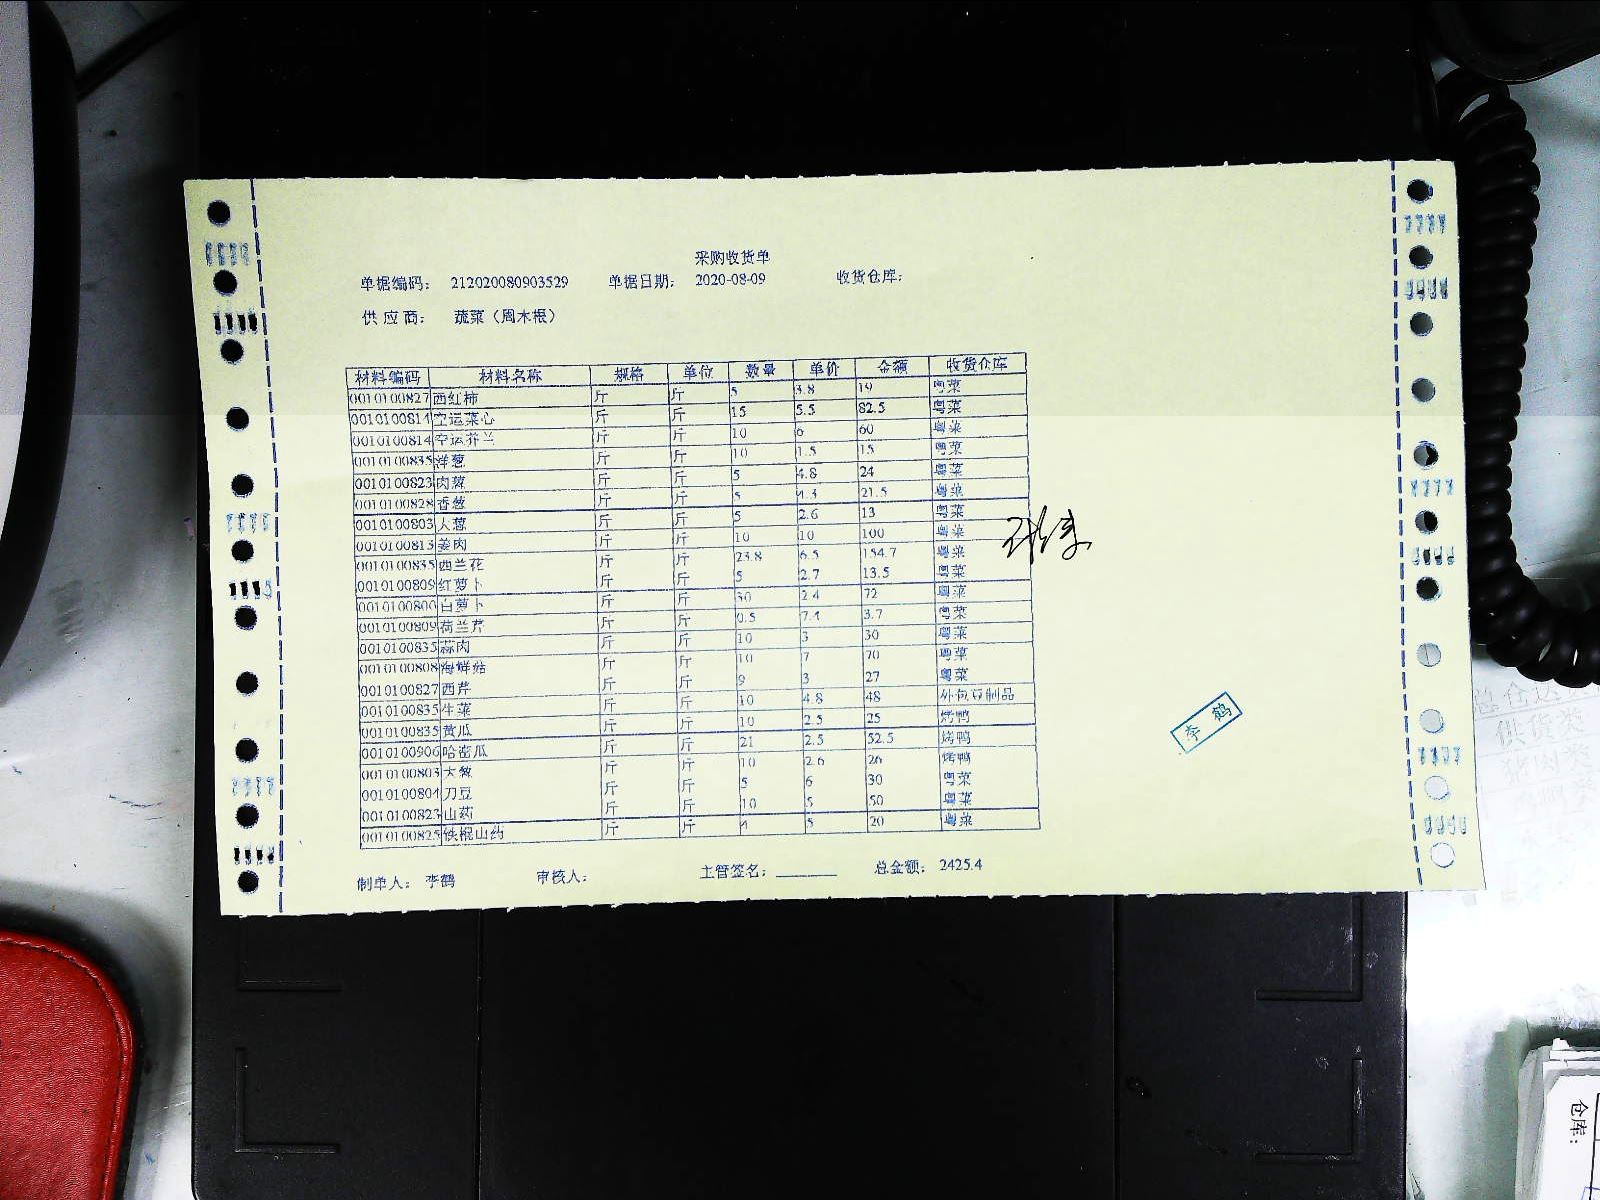 采购收货单
单据编码： 212020080903529 单据日期： 2020-08-09 收货仓库：
供应商： 蔬菜（周木根）
材料编码 材料名称 规格 单位 数量 单价 金额 收货仓库
0010100827 西红柿 斤 斤 5 3.8 19 粤菜
0010100814 空运菜心 斤 斤 15 5.5 82.5 粤菜
0010100814 空运芥兰 斤 斤 10 6 60 粤菜
0010100835 洋葱 斤 斤 10 1.5 15 粤菜
0010100823 肉葱 斤 斤 5 4.8 24 粤菜
0010100828 香葱 斤 斤 5 4.3 21.5 粤菜
0010100803 大葱 斤 斤 5 2.6 13 粤菜
0010100813 姜肉 斤 斤 10 10 100 粤菜
0010100835 西兰花 斤 斤 23.8 6.5 154.7 粤菜
0010100809 红萝卜 斤 斤 5 2.7 13.5 粤菜
0010100800 白萝卜 斤 斤 30 2.4 72 粤菜
0010100809 荷兰芹 斤 斤 0.5 7.4 3.7 粤菜
0010100835 蒜肉 斤 斤 10 3 30 粤菜
0010100808 海鲜菇 斤 斤 10 7 70 粤菜
0010100827 西芹 斤 斤 9 3 27 粤菜
0010100835 生菜 斤 斤 10 4.8 48 外包豆制品
0010100835 黄瓜 斤 斤 10 2.5 25 烤鸭
0010100906 哈密瓜 斤 斤 21 2.5 52.5 烤鸭
0010100803 大葱 斤 斤 10 2.6 26 烤鸭
0010100804 刀豆 斤 斤 5 6 30 粤菜
0010100823 山药 斤 斤 10 5 50 粤菜
0010100825 铁棍山药 斤 斤 4 5 20 粤菜
李鹤
制单人： 李鹤 审核人： 主管签名： 总金额： 2425.4
仓库：